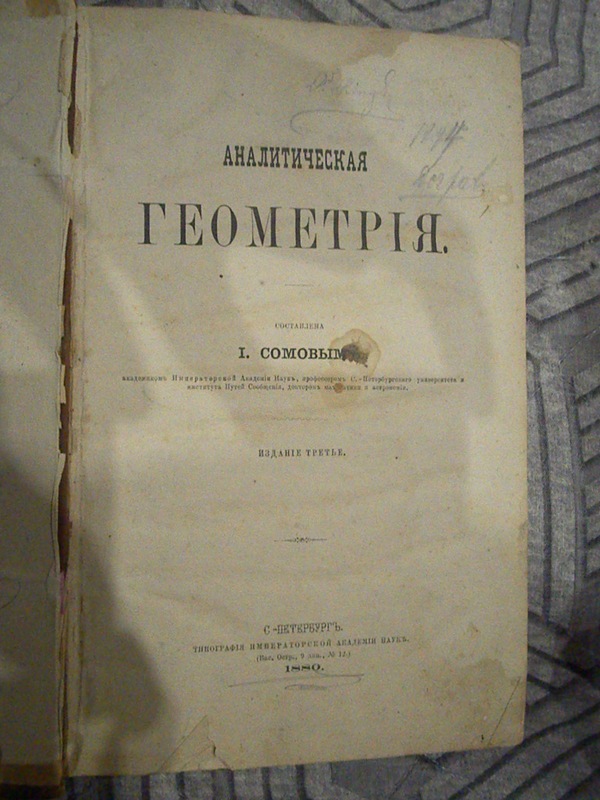 АНАЛИТИЧЕСКАЯ
ГЕОМЕТРІЯ.
СОСТАВЛЕНА
І. СОМОВЫМЪ,
академикомъ Императорской Академіи Наукъ, профессоромъ С.-Петербургскаго университета и
института Путей Сообщенія, докторомъ и астрономіи.
ИЗДАНІЕ ТРЕТЬЕ.
С-ПЕТЕРБУРГЪ.
ТИПОГРАФІЯ ИМПЕРАТОРСКОЙ АКАДЕМІИ НАУКЪ.
(Вас. Остр., 9 лин., № 12.)
1880.